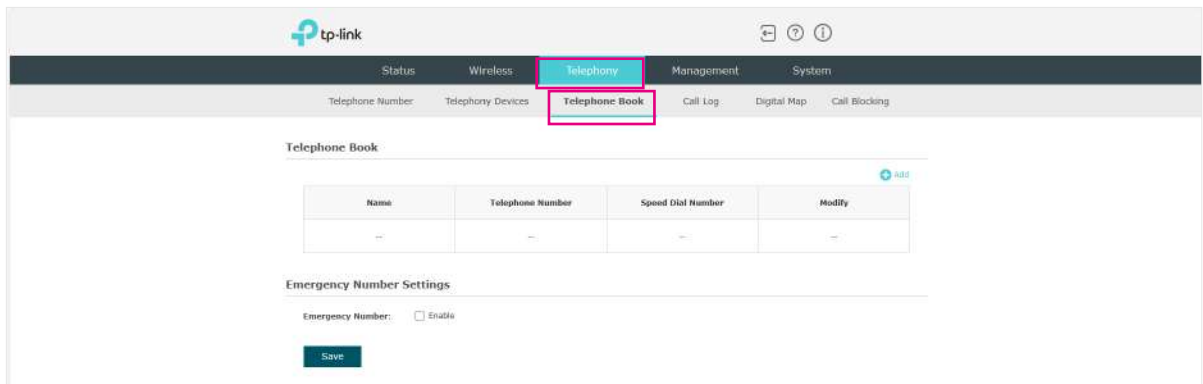 tp-link
Status Wireless Telephony Management System
Telephone Number Telephony Devices Telephone Book Call Log Digital Map Call Blocking
Telephone Book
Add
Name Telephone Number Speed Dial Number Modify
-- -- -- --
Emergency Number Settings
Emergency Number: Enable
Save